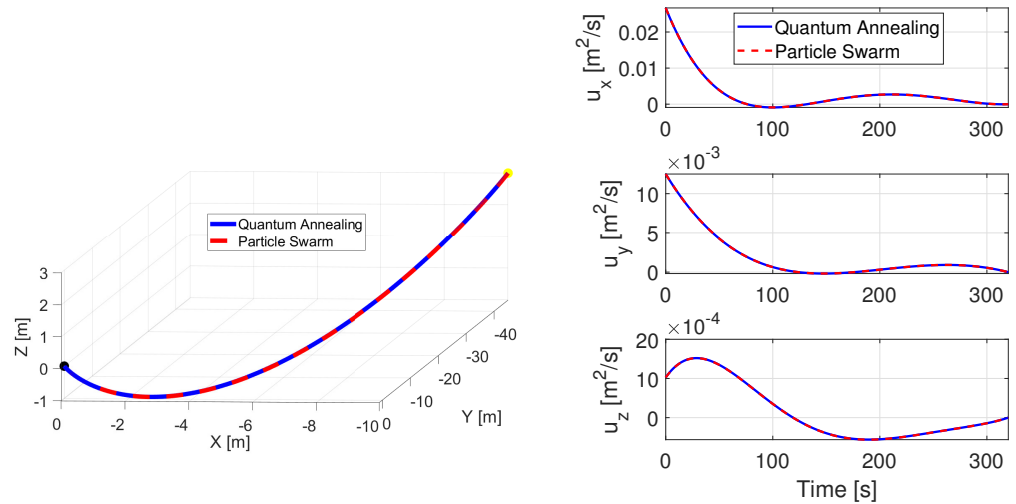 Quantum Annealing
Particle Swarm
Z [m]
3
2
1
0
-1
0
-2
-4
-6
-8
-10
X [m]
0
-10
-20
-30
-40
Y [m]
u_x [m²/s]
0.02
0.01
0
Quantum Annealing
Particle Swarm
0 100 200 300
×10⁻³
u_y [m²/s]
10
5
0
0 100 200 300
×10⁻⁴
u_z [m²/s]
20
10
0
0 100 200 300
Time [s]